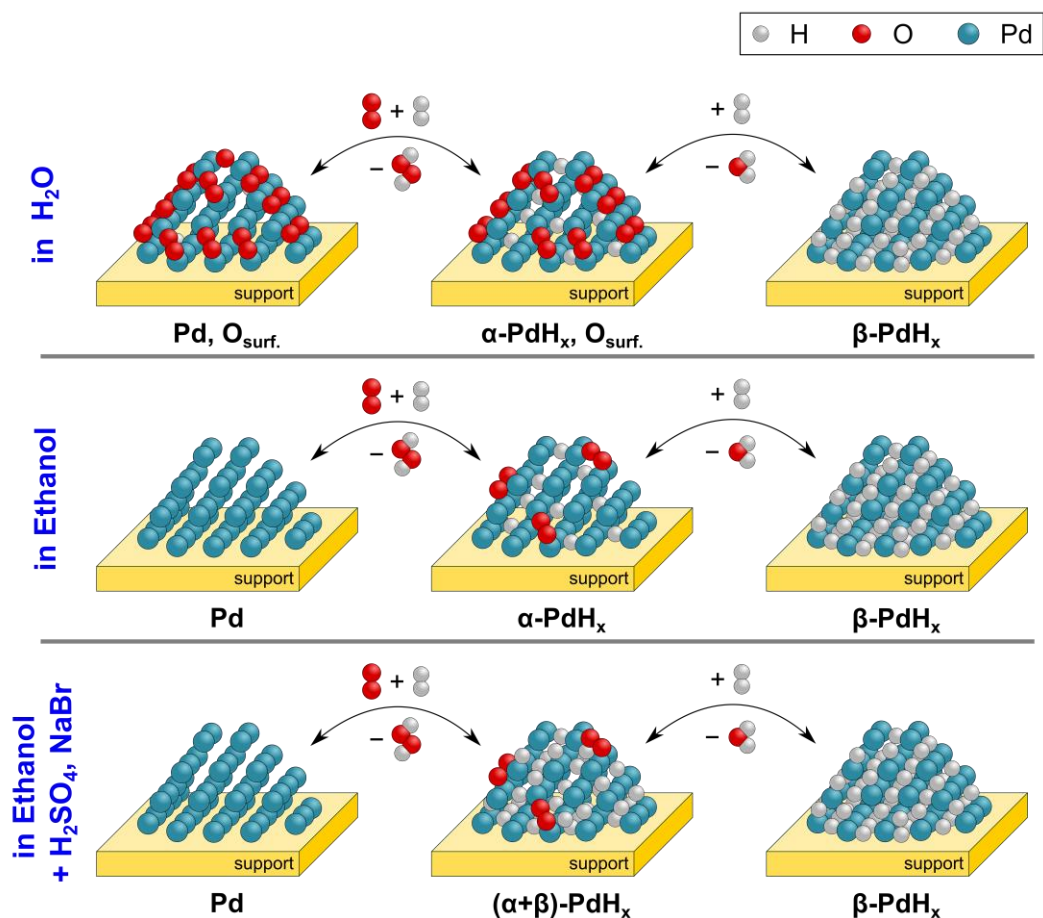 H O Pd
in H₂O
+ +
− −
support support support
Pd, Oₛᵤᵣf. α-PdHₓ, Oₛᵤᵣf. β-PdHₓ
in Ethanol
+ +
− −
support support support
Pd α-PdHₓ β-PdHₓ
in Ethanol
+ H₂SO₄, NaBr
+ +
− −
support support support
Pd (α+β)-PdHₓ β-PdHₓ